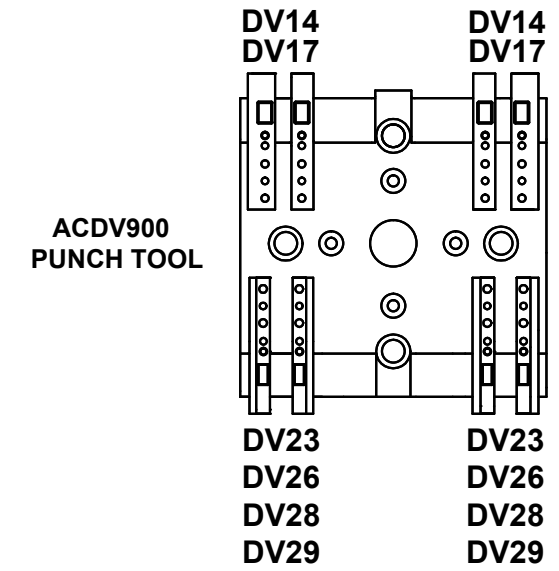 DV14 DV14
DV17 DV17
ACDV900
PUNCH TOOL
DV23 DV23
DV26 DV26
DV28 DV28
DV29 DV29